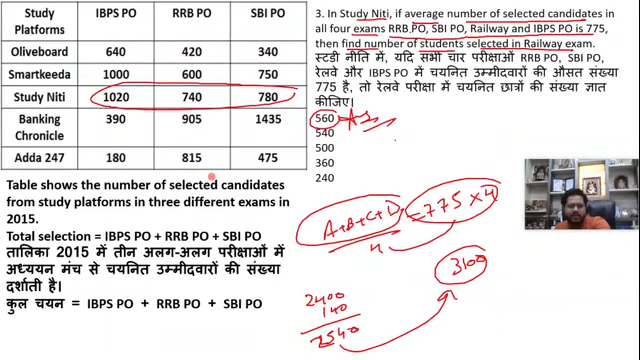 Study Platforms IBPS PO RRB PO SBI PO
Oliveboard 640 420 340
Smartkeeda 1000 600 750
Study Niti 1020 740 780
Banking Chronicle 390 905 1435
Adda 247 180 815 475
Table shows the number of selected candidates
from study platforms in three different exams in
2015.
Total selection = IBPS PO + RRB PO + SBI PO
तालिका 2015 में तीन अलग-अलग परीक्षाओं में
अध्ययन मंच से चयनित उम्मीदवारों की संख्या
दर्शाती है।
कुल चयन = IBPS PO + RRB PO + SBI PO
3. In Study Niti, if average number of selected candidates in
all four exams RRB PO, SBI PO, Railway and IBPS PO is 775,
then find number of students selected in Railway exam.
स्टडी नीति में, यदि सभी चार परीक्षाओं RRB PO, SBI PO,
रेलवे और IBPS PO में चयनित उम्मीदवारों की औसत संख्या
775 है, तो रेलवे परीक्षा में चयनित छात्रों की संख्या ज्ञात
कीजिए।
560 Ans
540
500
360
240
A+B+C+D = 775 × 4
4
3100
2400
140
2540